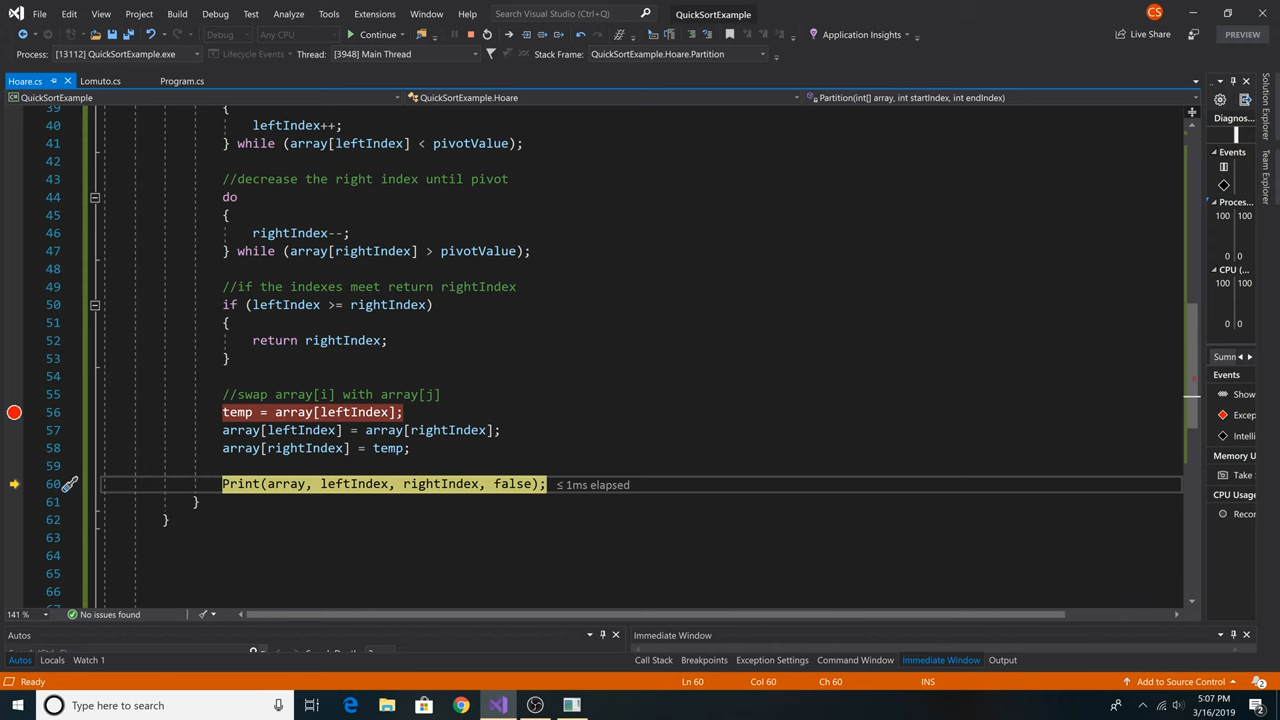 File Edit View Project Build Debug Test Analyze Tools Extensions Window Help Search Visual Studio (Ctrl+Q) QuickSortExample CS
Debug Any CPU Continue Application Insights Live Share PREVIEW
Process: [13112] QuickSortExample.exe Lifecycle Events Thread: [3948] Main Thread Stack Frame: QuickSortExample.Hoare.Partition
Hoare.cs Lomuto.cs Program.cs
QuickSortExample QuickSortExample.Hoare Partition(int[] array, int startIndex, int endIndex)
39 {
40 leftIndex++;
41 } while (array[leftIndex] < pivotValue);
42
43 //decrease the right index until pivot
44 do
45 {
46 rightIndex--;
47 } while (array[rightIndex] > pivotValue);
48
49 //if the indexes meet return rightIndex
50 if (leftIndex >= rightIndex)
51 {
52 return rightIndex;
53 }
54
55 //swap array[i] with array[j]
56 temp = array[leftIndex];
57 array[leftIndex] = array[rightIndex];
58 array[rightIndex] = temp;
59
60 Print(array, leftIndex, rightIndex, false); ≤ 1ms elapsed
61 }
62 }
63
64
65
66
Diagnos
Events
Proces
100 100
0 0
CPU (
100 100
0 0
Summ
Events
Show
Excep
Intelli
Memory U
Take
CPU Usage
Recor
Solution Explorer
Team Explorer
141 % No issues found
Autos Immediate Window
Autos Locals Watch 1 Call Stack Breakpoints Exception Settings Command Window Immediate Window Output
Ready Ln 60 Col 60 Ch 60 INS Add to Source Control 2
Type here to search 5:07 PM
3/16/2019 2